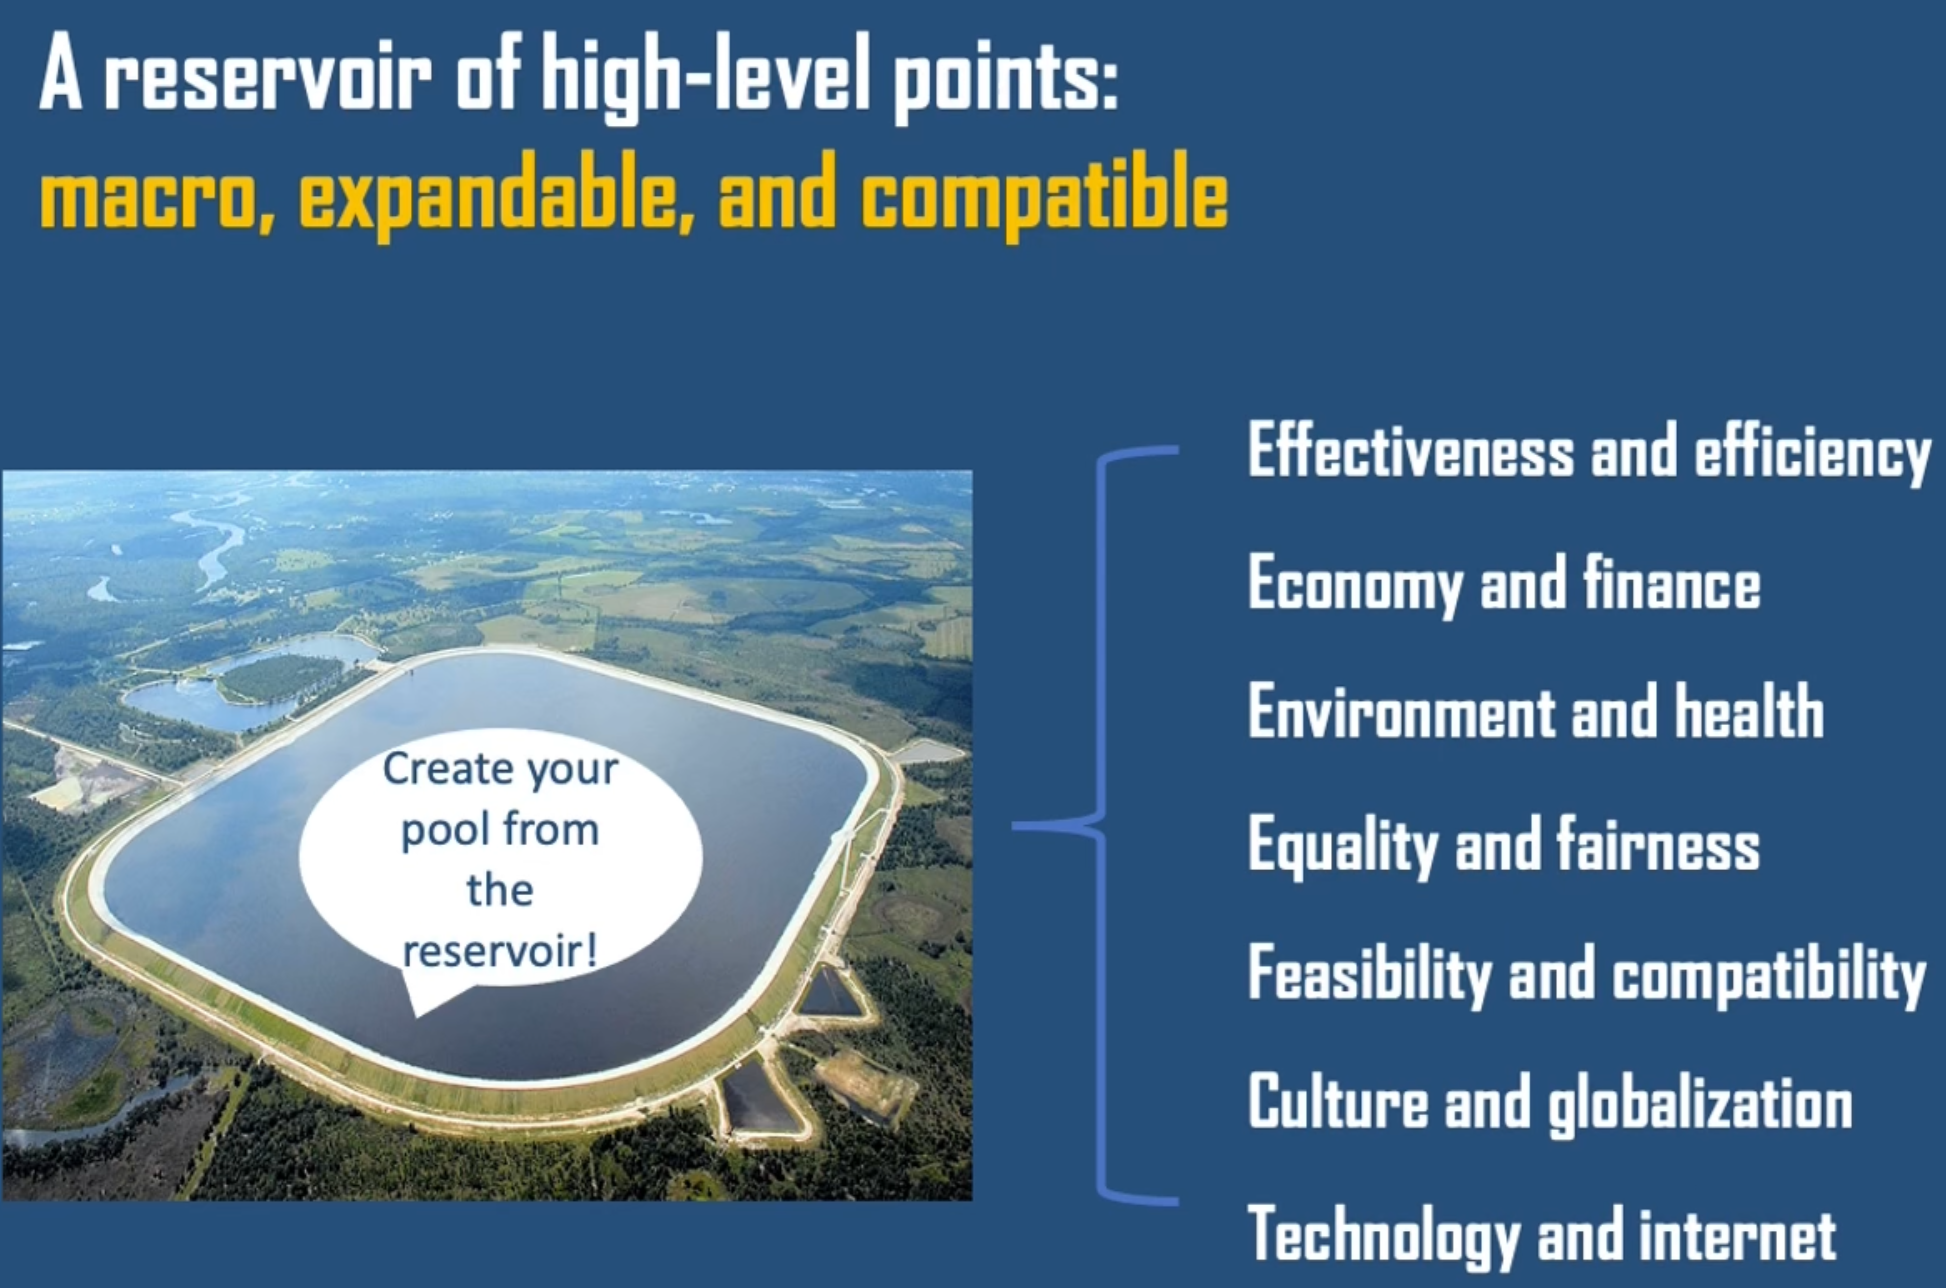 A reservoir of high-level points:
macro, expandable, and compatible
Create your
pool from
the
reservoir!
Effectiveness and efficiency
Economy and finance
Environment and health
Equality and fairness
Feasibility and compatibility
Culture and globalization
Technology and internet